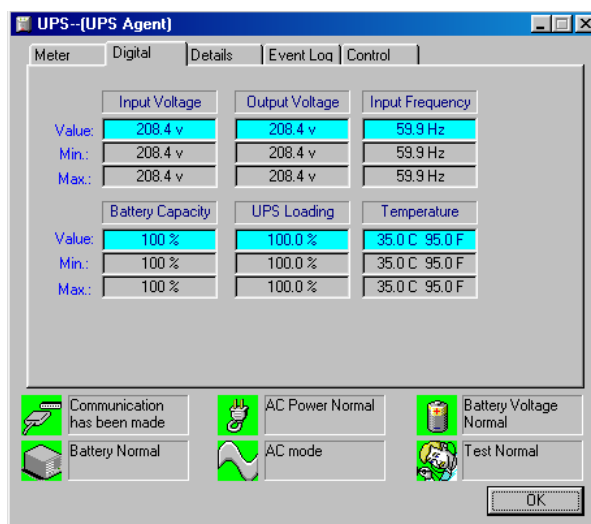 UPS--(UPS Agent)
Meter Digital Details Event Log Control
Input Voltage Output Voltage Input Frequency
Value: 208.4 v 208.4 v 59.9 Hz
Min.: 208.4 v 208.4 v 59.9 Hz
Max.: 208.4 v 208.4 v 59.9 Hz
Battery Capacity UPS Loading Temperature
Value: 100 % 100.0 % 35.0 C 95.0 F
Min.: 100 % 100.0 % 35.0 C 95.0 F
Max.: 100 % 100.0 % 35.0 C 95.0 F
Communication
has been made
AC Power Normal
Battery Voltage
Normal
Battery Normal
AC mode
Test Normal
OK